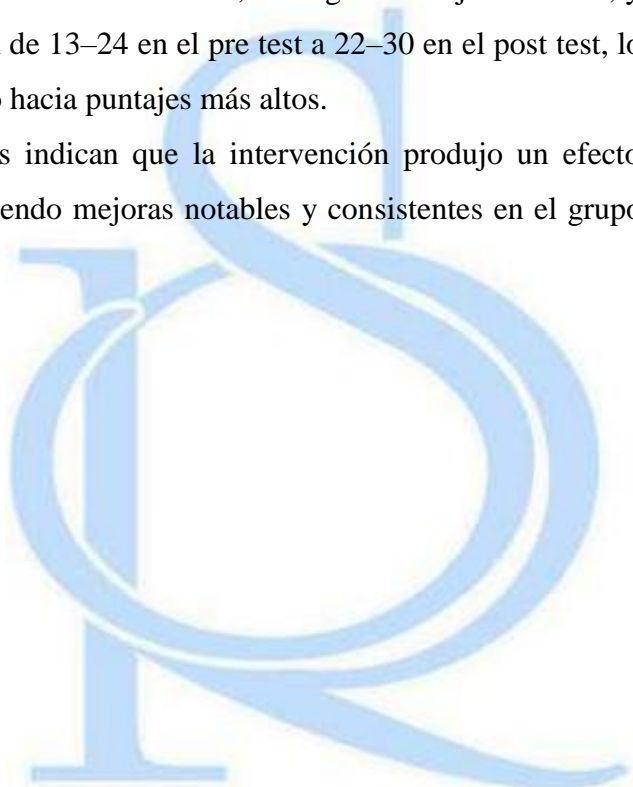 de 13–24 en el pre test a 22–30 en el post test, lo
hacia puntajes más altos.
s indican que la intervención produjo un efecto
endo mejoras notables y consistentes en el grupo